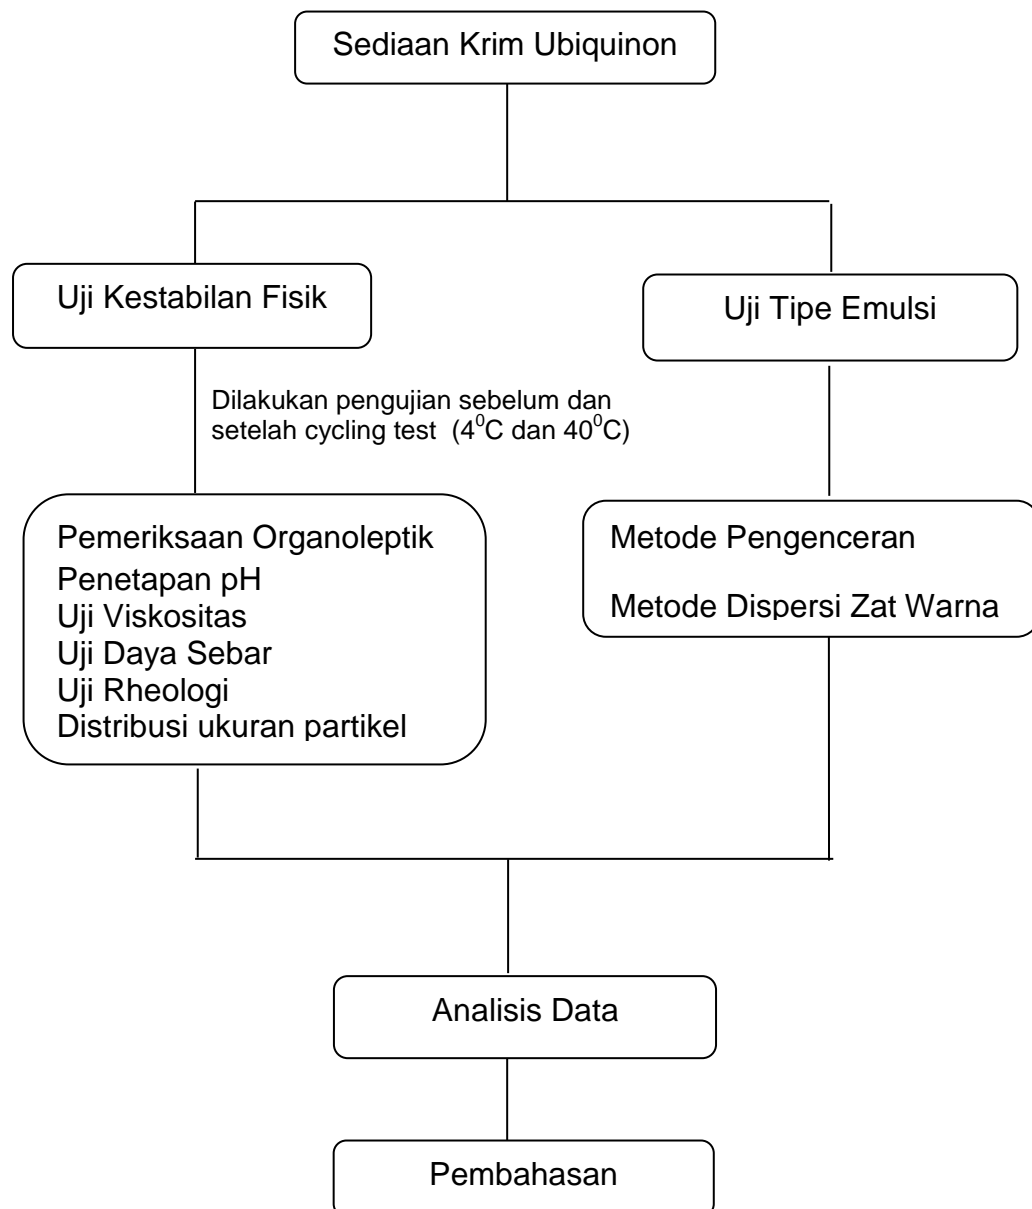 Sediaan Krim Ubiquinon
Uji Kestabilan Fisik
Uji Tipe Emulsi
Dilakukan pengujian sebelum dan
setelah cycling test (4⁰C dan 40⁰C)
Pemeriksaan Organoleptik
Penetapan pH
Uji Viskositas
Uji Daya Sebar
Uji Rheologi
Distribusi ukuran partikel
Metode Pengenceran
Metode Dispersi Zat Warna
Analisis Data
Pembahasan